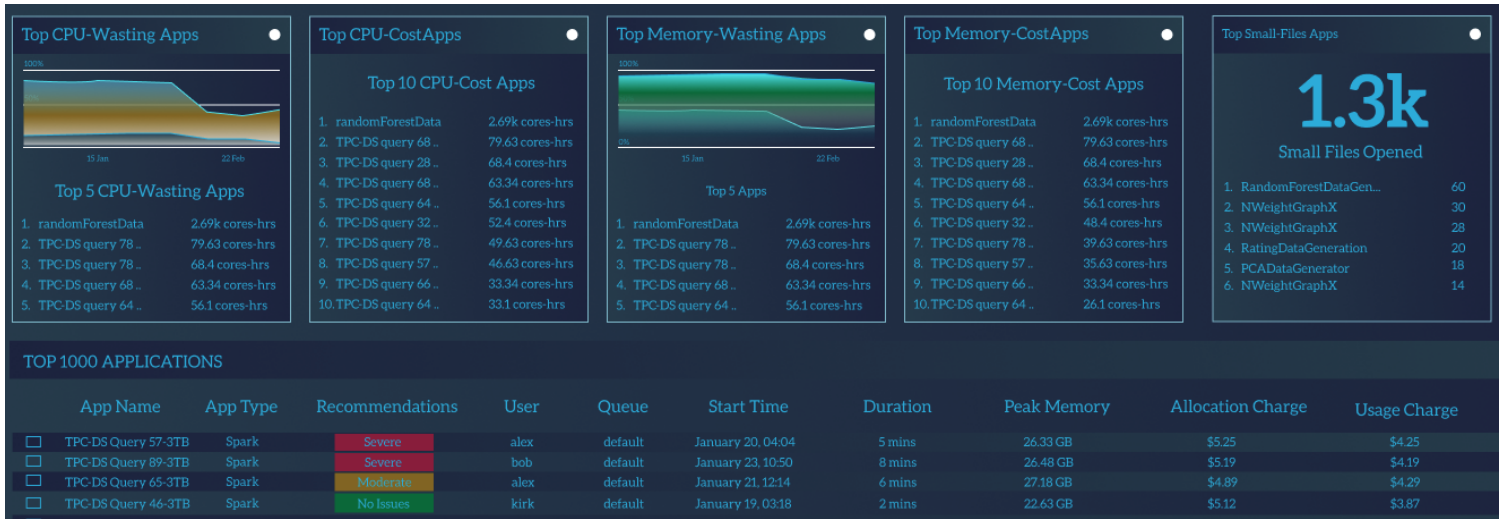 Top CPU-Wasting Apps
100%
15 Jan 22 Feb
Top 5 CPU-Wasting Apps
1. randomForestData 2.69k cores-hrs
2. TPC-DS query 78 .. 79.63 cores-hrs
3. TPC-DS query 78 .. 68.4 cores-hrs
4. TPC-DS query 68 .. 63.34 cores-hrs
5. TPC-DS query 64 .. 56.1 cores-hrs
Top CPU-CostApps
Top 10 CPU-Cost Apps
1. randomForestData 2.69k cores-hrs
2. TPC-DS query 68 .. 79.63 cores-hrs
3. TPC-DS query 28 .. 68.4 cores-hrs
4. TPC-DS query 68 .. 63.34 cores-hrs
5. TPC-DS query 64 .. 56.1 cores-hrs
6. TPC-DS query 32 .. 52.4 cores-hrs
7. TPC-DS query 78 .. 49.63 cores-hrs
8. TPC-DS query 57 .. 46.63 cores-hrs
9. TPC-DS query 66 .. 33.34 cores-hrs
10. TPC-DS query 64 .. 33.1 cores-hrs
Top Memory-Wasting Apps
100%
0%
15 Jan 22 Feb
Top 5 Apps
1. randomForestData 2.69k cores-hrs
2. TPC-DS query 78 .. 79.63 cores-hrs
3. TPC-DS query 78 .. 68.4 cores-hrs
4. TPC-DS query 68 .. 63.34 cores-hrs
5. TPC-DS query 64 .. 56.1 cores-hrs
Top Memory-CostApps
Top 10 Memory-Cost Apps
1. randomForestData 2.69k cores-hrs
2. TPC-DS query 68 .. 79.63 cores-hrs
3. TPC-DS query 28 .. 68.4 cores-hrs
4. TPC-DS query 68 .. 63.34 cores-hrs
5. TPC-DS query 64 .. 56.1 cores-hrs
6. TPC-DS query 32 .. 48.4 cores-hrs
7. TPC-DS query 78 .. 39.63 cores-hrs
8. TPC-DS query 57 .. 35.63 cores-hrs
9. TPC-DS query 66 .. 33.34 cores-hrs
10. TPC-DS query 64 .. 26.1 cores-hrs
Top Small-Files Apps
1.3k
Small Files Opened
1. RandomForestDataGen... 60
2. NWeightGraphX 30
3. NWeightGraphX 28
4. RatingDataGeneration 20
5. PCADataGenerator 18
6. NWeightGraphX 14
TOP 1000 APPLICATIONS
App Name App Type Recommendations User Queue Start Time Duration Peak Memory Allocation Charge Usage Charge
TPC-DS Query 57-3TB Spark Severe alex default January 20, 04:04 5 mins 26.33 GB $5.25 $4.25
TPC-DS Query 89-3TB Spark Severe bob default January 23, 10:50 8 mins 26.48 GB $5.19 $4.19
TPC-DS Query 65-3TB Spark Moderate alex default January 21, 12:14 6 mins 27.18 GB $4.89 $4.29
TPC-DS Query 46-3TB Spark No Issues kirk default January 19, 03:18 2 mins 22.63 GB $5.12 $3.87